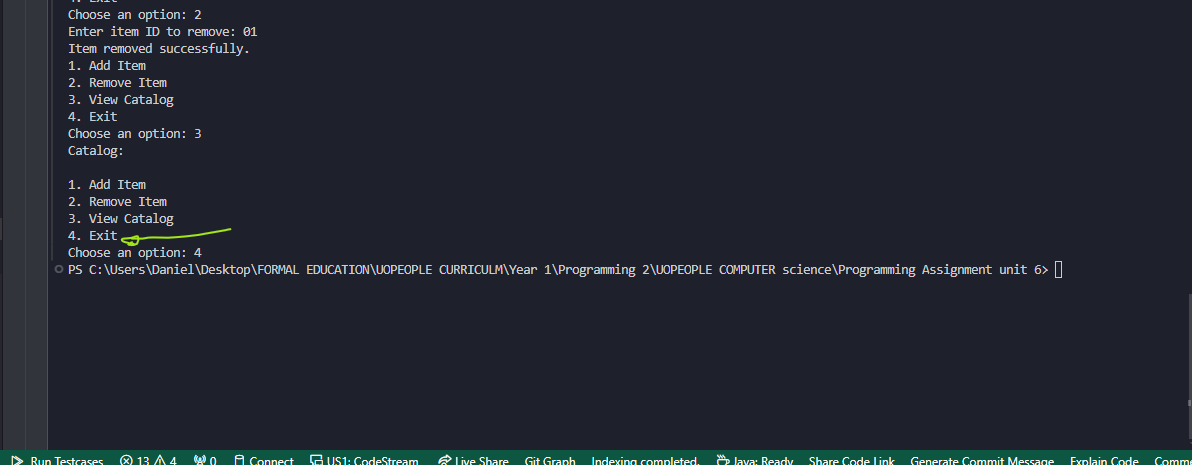 4. Exit
Choose an option: 2
Enter item ID to remove: 01
Item removed successfully.
1. Add Item
2. Remove Item
3. View Catalog
4. Exit
Choose an option: 3
Catalog:
1. Add Item
2. Remove Item
3. View Catalog
4. Exit
Choose an option: 4
PS C:\Users\Daniel\Desktop\FORMAL EDUCATION\UOPEOPLE CURRICULM\Year 1\Programming 2\UOPEOPLE COMPUTER science\Programming Assignment unit 6>
Run Testcases 13 4 0 Connect US1: CodeStream Live Share Git Graph Indexing completed. Java: Ready Share Code Link Generate Commit Message Explain Code Comm